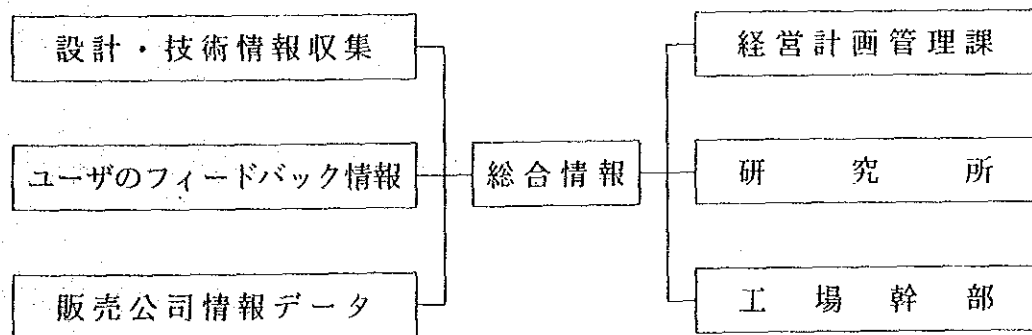 設計・技術情報収集
ユーザのフィードバック情報
販売公司情報データ
総合情報
経営計画管理課
研究所
工場幹部